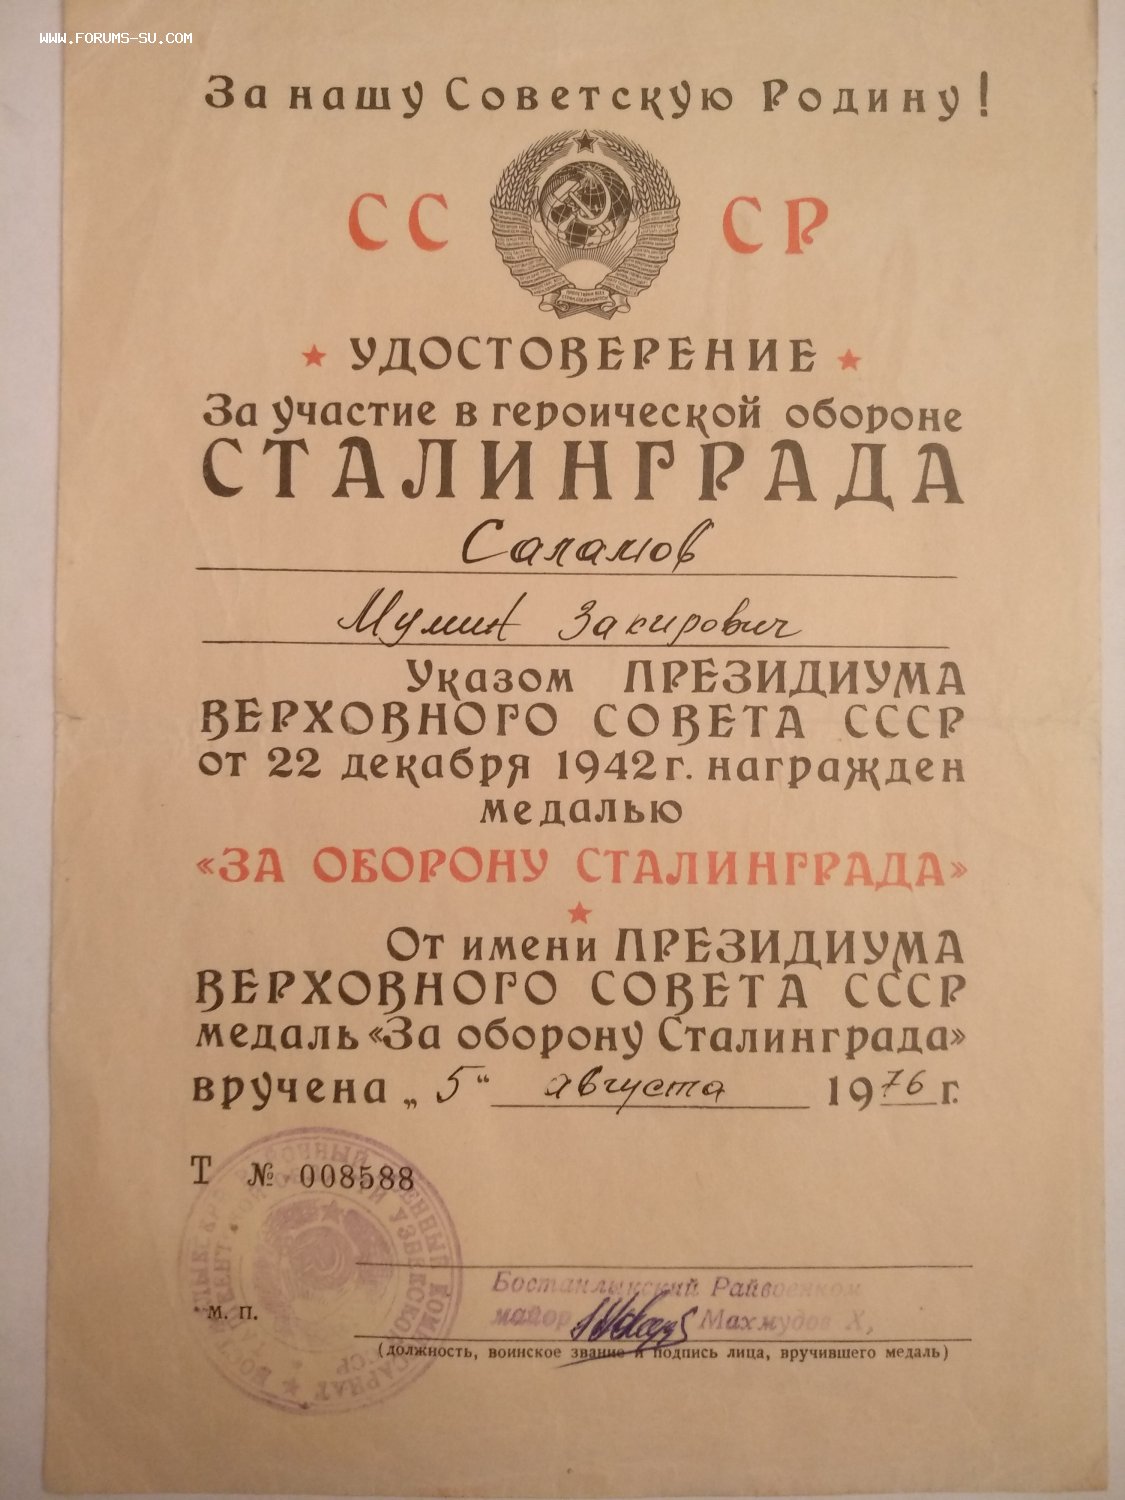 WWW.FORUMS-SU.COM
За нашу Советскую Родину!
СС СР
УДОСТОВЕРЕНИЕ
За участие в героической обороне
СТАЛИНГРАДА
Саламов
Мумин Закирович
Указом ПРЕЗИДИУМА
ВЕРХОВНОГО СОВЕТА СССР
от 22 декабря 1942 г. награжден
медалью
«ЗА ОБОРОНУ СТАЛИНГРАДА»
От имени ПРЕЗИДИУМА
ВЕРХОВНОГО СОВЕТА СССР
медаль «За оборону Сталинграда»
вручена „5“ августа 1976 г.
Т № 008588
Бостанлыкский Райвоенком
майор Махмудов Х,
М. П.
(должность, воинское звание и подпись лица, вручившего медаль)